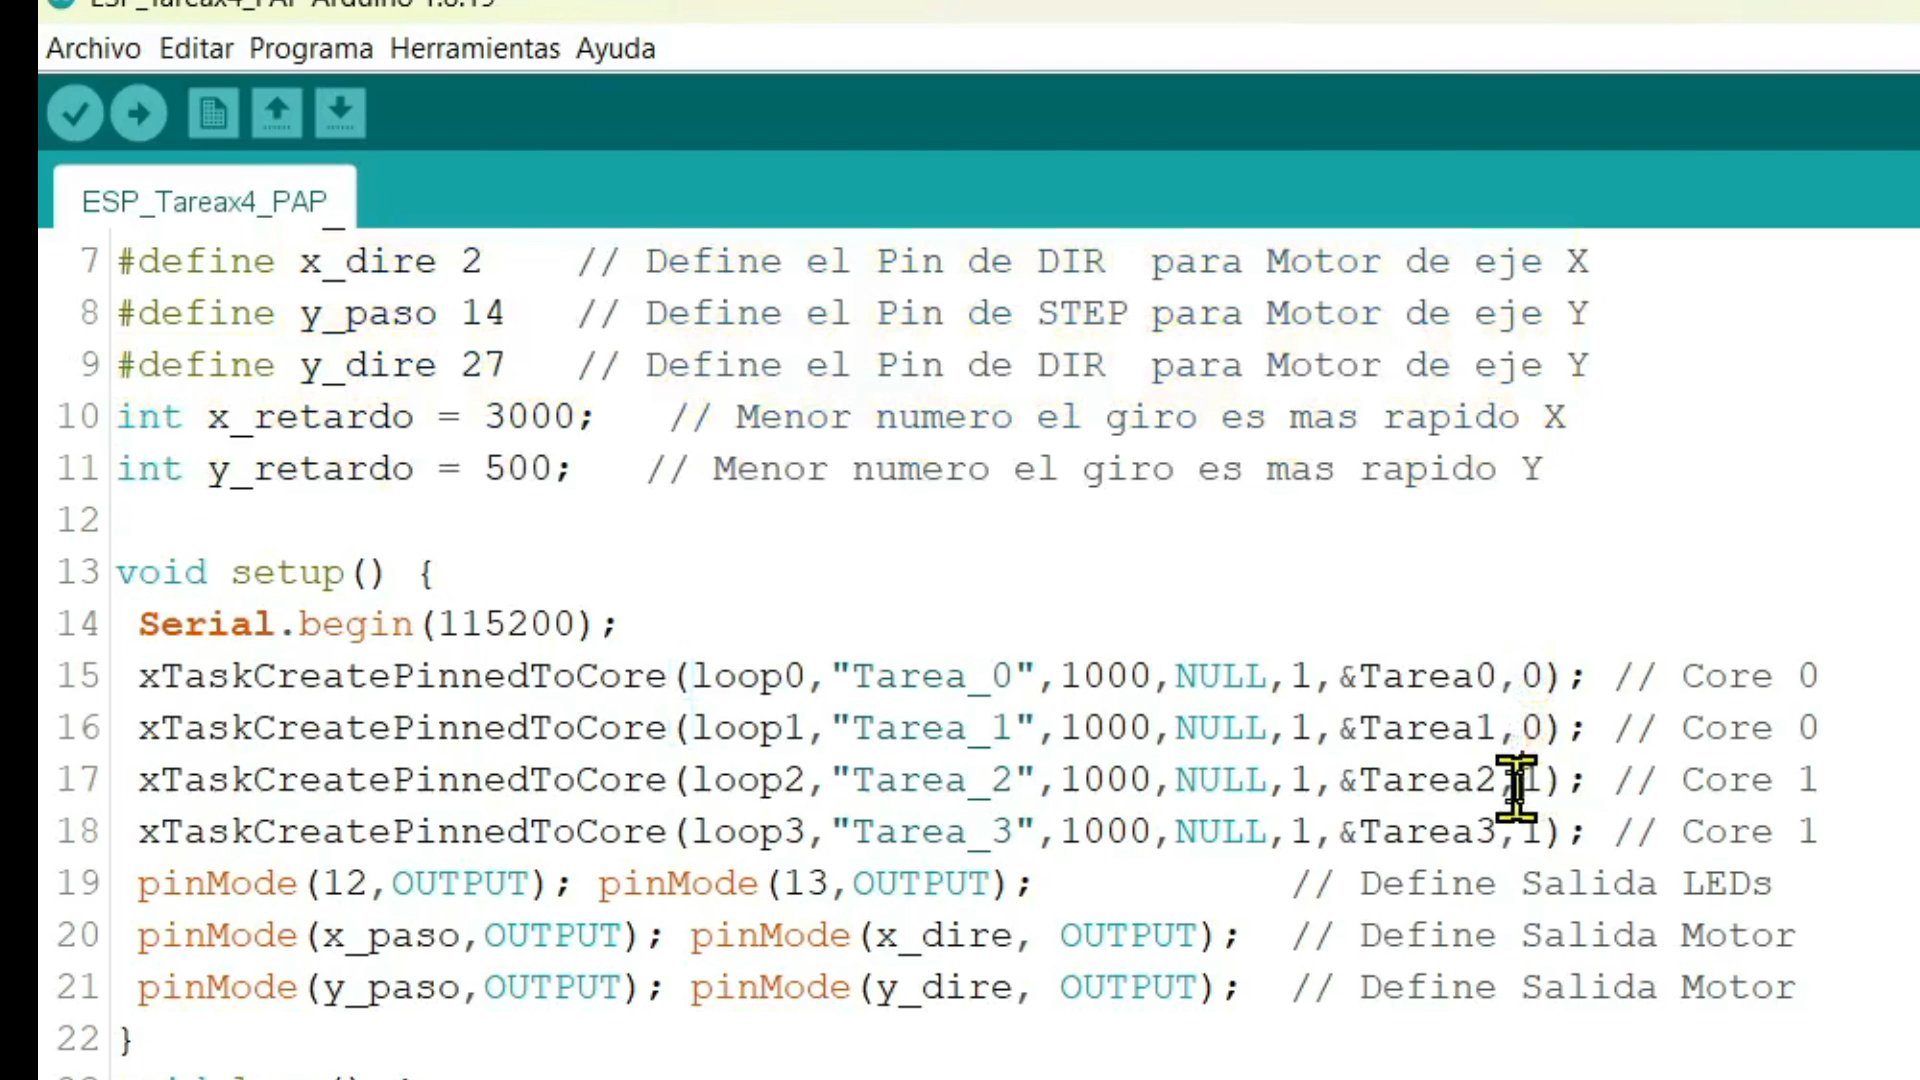 ESP_Tareax4_PAP Arduino 1.8.19
Archivo Editar Programa Herramientas Ayuda
ESP_Tareax4_PAP
7 #define x_dire 2 // Define el Pin de DIR para Motor de eje X
8 #define y_paso 14 // Define el Pin de STEP para Motor de eje Y
9 #define y_dire 27 // Define el Pin de DIR para Motor de eje Y
10 int x_retardo = 3000; // Menor numero el giro es mas rapido X
11 int y_retardo = 500; // Menor numero el giro es mas rapido Y
12
13 void setup() {
14 Serial.begin(115200);
15 xTaskCreatePinnedToCore(loop0,"Tarea_0",1000,NULL,1,&Tarea0,0); // Core 0
16 xTaskCreatePinnedToCore(loop1,"Tarea_1",1000,NULL,1,&Tarea1,0); // Core 0
17 xTaskCreatePinnedToCore(loop2,"Tarea_2",1000,NULL,1,&Tarea2,1); // Core 1
18 xTaskCreatePinnedToCore(loop3,"Tarea_3",1000,NULL,1,&Tarea3,1); // Core 1
19 pinMode(12,OUTPUT); pinMode(13,OUTPUT); // Define Salida LEDs
20 pinMode(x_paso,OUTPUT); pinMode(x_dire, OUTPUT); // Define Salida Motor
21 pinMode(y_paso,OUTPUT); pinMode(y_dire, OUTPUT); // Define Salida Motor
22 }